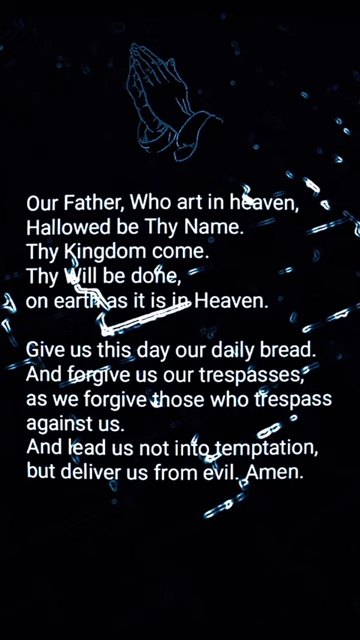 Our Father, Who art in heaven,
Hallowed be Thy Name.
Thy Kingdom come.
Thy Will be done,
on earth as it is in Heaven.
Give us this day our daily bread.
And forgive us our trespasses,
as we forgive those who trespass
against us.
And lead us not into temptation,
but deliver us from evil. Amen.